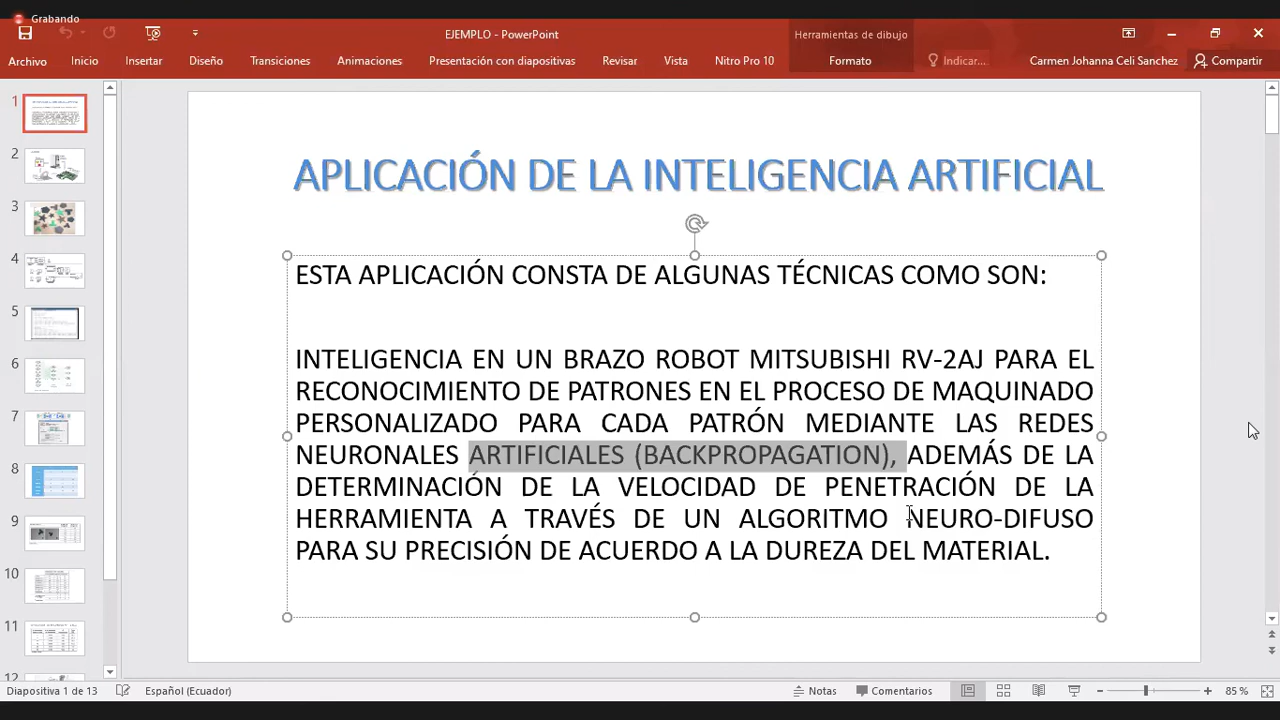 Grabando
EJEMPLO - PowerPoint
Herramientas de dibujo
Archivo Inicio Insertar Diseño Transiciones Animaciones Presentación con diapositivas Revisar Vista Nitro Pro 10 Formato Indicar... Carmen Johanna Celi Sanchez Compartir
1
2
3
4
5
6
7
8
9
10
11
12
APLICACIÓN DE LA INTELIGENCIA ARTIFICIAL
ESTA APLICACIÓN CONSTA DE ALGUNAS TÉCNICAS COMO SON:
INTELIGENCIA EN UN BRAZO ROBOT MITSUBISHI RV-2AJ PARA EL
RECONOCIMIENTO DE PATRONES EN EL PROCESO DE MAQUINADO
PERSONALIZADO PARA CADA PATRÓN MEDIANTE LAS REDES
NEURONALES ARTIFICIALES (BACKPROPAGATION), ADEMÁS DE LA
DETERMINACIÓN DE LA VELOCIDAD DE PENETRACIÓN DE LA
HERRAMIENTA A TRAVÉS DE UN ALGORITMO NEURO-DIFUSO
PARA SU PRECISIÓN DE ACUERDO A LA DUREZA DEL MATERIAL.
Diapositiva 1 de 13 Español (Ecuador) Notas Comentarios 85 %